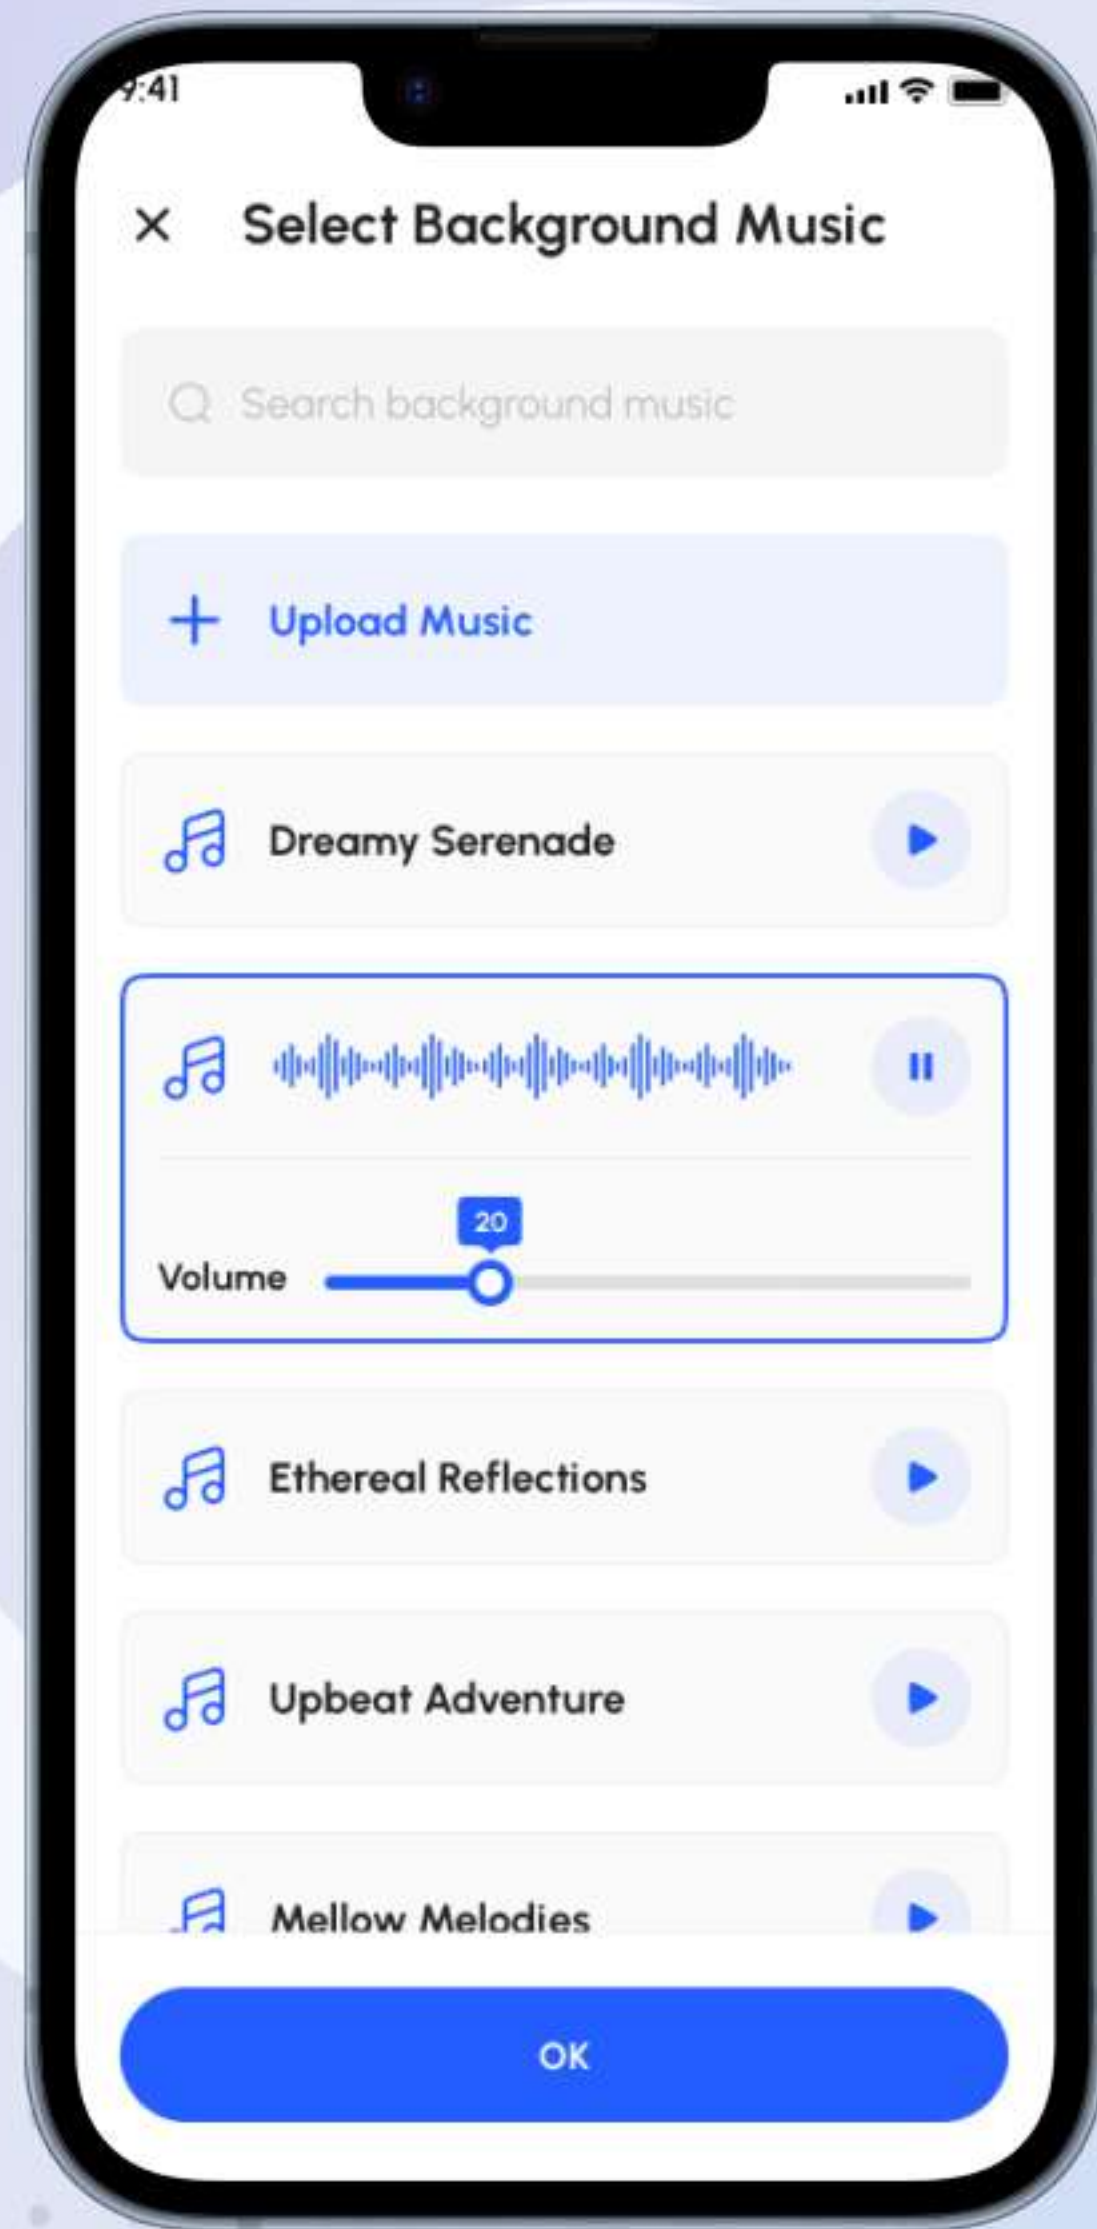 9:41
Select Background Music
Search background music
Upload Music
Dreamy Serenade
20
Volume
Ethereal Reflections
Upbeat Adventure
Mellow Melodies
OK